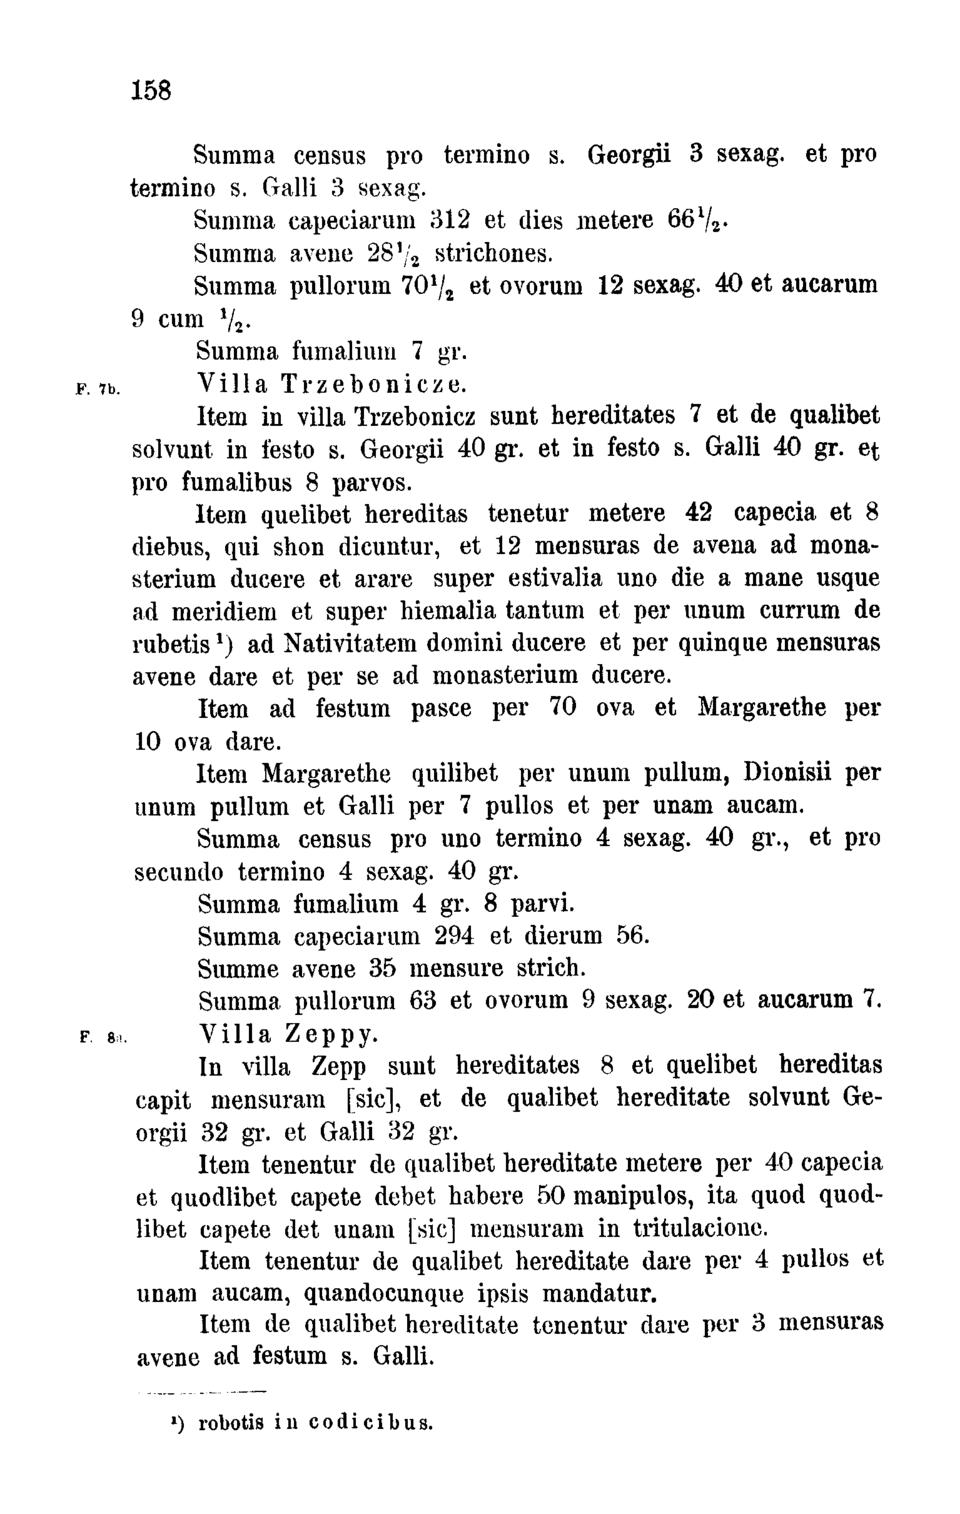 158
Summa census pro termino s. Georgii 3 sexag. et pro
termino s. Galli 3 sexag.
Summa capeciarum 312 et dies metere 66¹/₂.
Summa avene 28¹/₂ strichones.
Summa pullorum 70¹/₂ et ovorum 12 sexag. 40 et aucarum
9 cum ¹/₂.
Summa fumalium 7 gr.
F. 7b. Villa Trzebonicze.
Item in villa Trzebonicz sunt hereditates 7 et de qualibet
solvunt in festo s. Georgii 40 gr. et in festo s. Galli 40 gr. et
pro fumalibus 8 parvos.
Item quelibet hereditas tenetur metere 42 capecia et 8
diebus, qui shon dicuntur, et 12 mensuras de avena ad mona-
sterium ducere et arare super estivalia uno die a mane usque
ad meridiem et super hiemalia tantum et per unum currum de
rubetis ¹) ad Nativitatem domini ducere et per quinque mensuras
avene dare et per se ad monasterium ducere.
Item ad festum pasce per 70 ova et Margarethe per
10 ova dare.
Item Margarethe quilibet per unum pullum, Dionisii per
unum pullum et Galli per 7 pullos et per unam aucam.
Summa census pro uno termino 4 sexag. 40 gr., et pro
secundo termino 4 sexag. 40 gr.
Summa fumalium 4 gr. 8 parvi.
Summa capeciarum 294 et dierum 56.
Summe avene 35 mensure strich.
Summa pullorum 63 et ovorum 9 sexag. 20 et aucarum 7.
F. 8a. Villa Zeppy.
In villa Zepp sunt hereditates 8 et quelibet hereditas
capit mensuram [sic], et de qualibet hereditate solvunt Ge-
orgii 32 gr. et Galli 32 gr.
Item tenentur de qualibet hereditate metere per 40 capecia
et quodlibet capete debet habere 50 manipulos, ita quod quod-
libet capete det unam [sic] mensuram in tritulacione.
Item tenentur de qualibet hereditate dare per 4 pullos et
unam aucam, quandocunque ipsis mandatur.
Item de qualibet hereditate tenentur dare per 3 mensuras
avene ad festum s. Galli.
¹) robotis in codicibus.